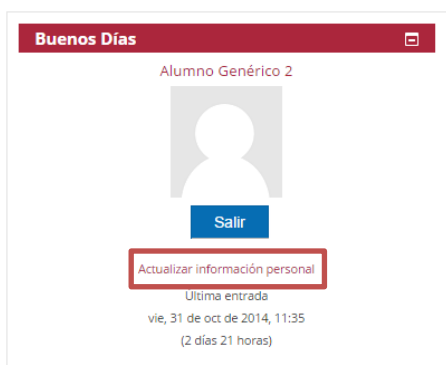 Buenos Días
Alumno Genérico 2
Salir
Actualizar información personal
Ultima entrada
vie, 31 de oct de 2014, 11:35
(2 días 21 horas)